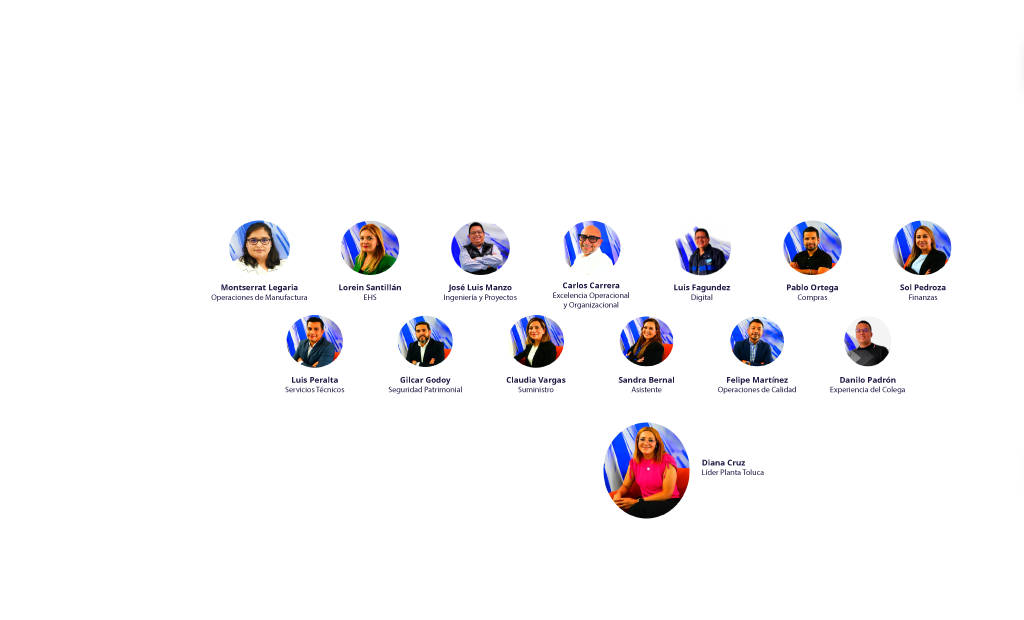 Montserrat Legaria
Operaciones de Manufactura
Lorein Santillán
EHS
José Luis Manzo
Ingeniería y Proyectos
Carlos Carrera
Excelencia Operacional
y Organizacional
Luis Fagundez
Digital
Pablo Ortega
Compras
Sol Pedroza
Finanzas
Luis Peralta
Servicios Técnicos
Gilcar Godoy
Seguridad Patrimonial
Claudia Vargas
Suministro
Sandra Bernal
Asistente
Felipe Martínez
Operaciones de Calidad
Danilo Padrón
Experiencia del Colega
Diana Cruz
Líder Planta Toluca